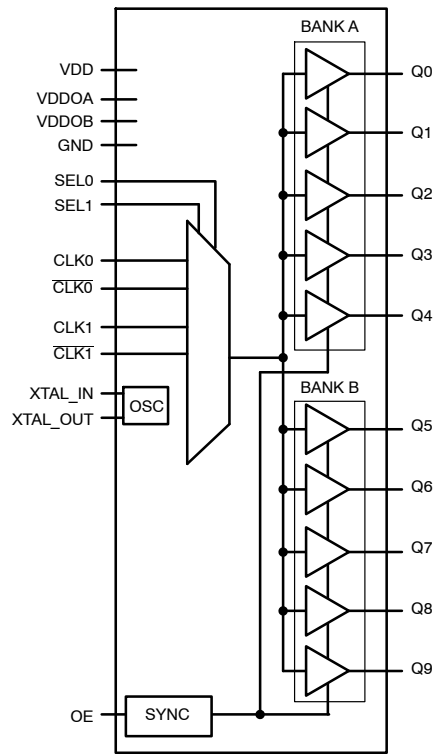 BANK A
VDD
VDDOA
VDDOB
GND
SEL0
SEL1
CLK0
CLK0
CLK1
CLK1
XTAL_IN
XTAL_OUT
OSC
Q0
Q1
Q2
Q3
Q4
BANK B
Q5
Q6
Q7
Q8
Q9
OE
SYNC